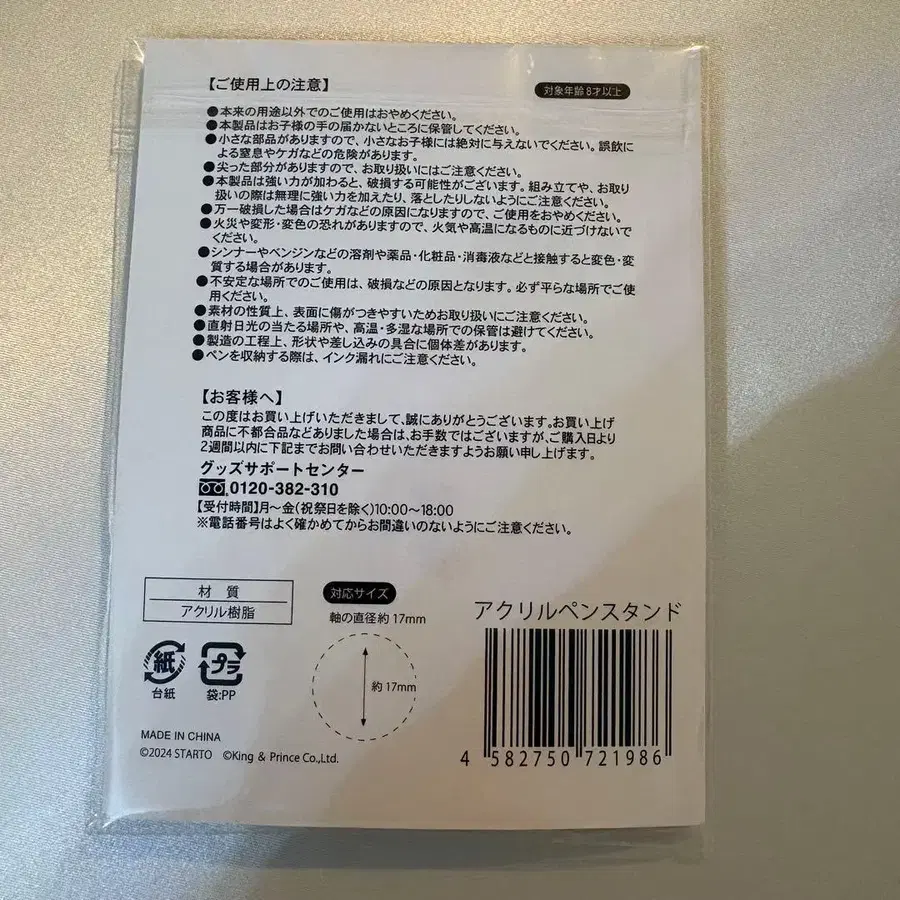 【ご使用上の注意】
対象年齢8才以上
●本来の用途以外でのご使用はおやめください。
●本製品はお子様の手の届かないところに保管してください。
●小さな部品がありますので、小さなお子様には絶対に与えないでください。誤飲に
よる窒息やケガなどの危険があります。
●尖った部分がありますので、お取り扱いにはご注意ください。
●本製品は強い力が加わると、破損する可能性がございます。組み立てや、お取り
扱いの際は無理に強い力を加えたり、落としたりしないようにご注意ください。
●万一破損した場合はケガなどの原因になりますので、ご使用をおやめください。
●火災や変形・変色の恐れがありますので、火気や高温になるものに近づけないで
ください。
●シンナーやベンジンなどの溶剤や薬品・化粧品・消毒液などと接触すると変色・変
質する場合があります。
●不安定な場所でのご使用は、破損などの原因となります。必ず平らな場所でご使
用ください。
●素材の性質上、表面に傷がつきやすいためお取り扱いにご注意ください。
●直射日光の当たる場所や、高温・多湿な場所での保管は避けてください。
●製造の工程上、形状や差し込みの具合に個体差があります。
●ペンを収納する際は、インク漏れにご注意ください。
【お客様へ】
この度はお買い上げいただきまして、誠にありがとうございます。お買い上げ
商品に不都合品などありました場合は、お手数ではございますが、ご購入日より
2週間以内に下記までお問い合わせいただきますようお願い申し上げます。
グッズサポートセンター
0120-382-310
【受付時間】月〜金(祝祭日を除く)10:00〜18:00
※電話番号はよく確かめてからお間違いのないようにご注意ください。
材 質
アクリル樹脂
対応サイズ
軸の直径約17mm
約17mm
アクリルペンスタンド
紙
台紙
プラ
袋:PP
MADE IN CHINA
©2024 STARTO ©King & Prince Co.,Ltd.
4 582750 721986